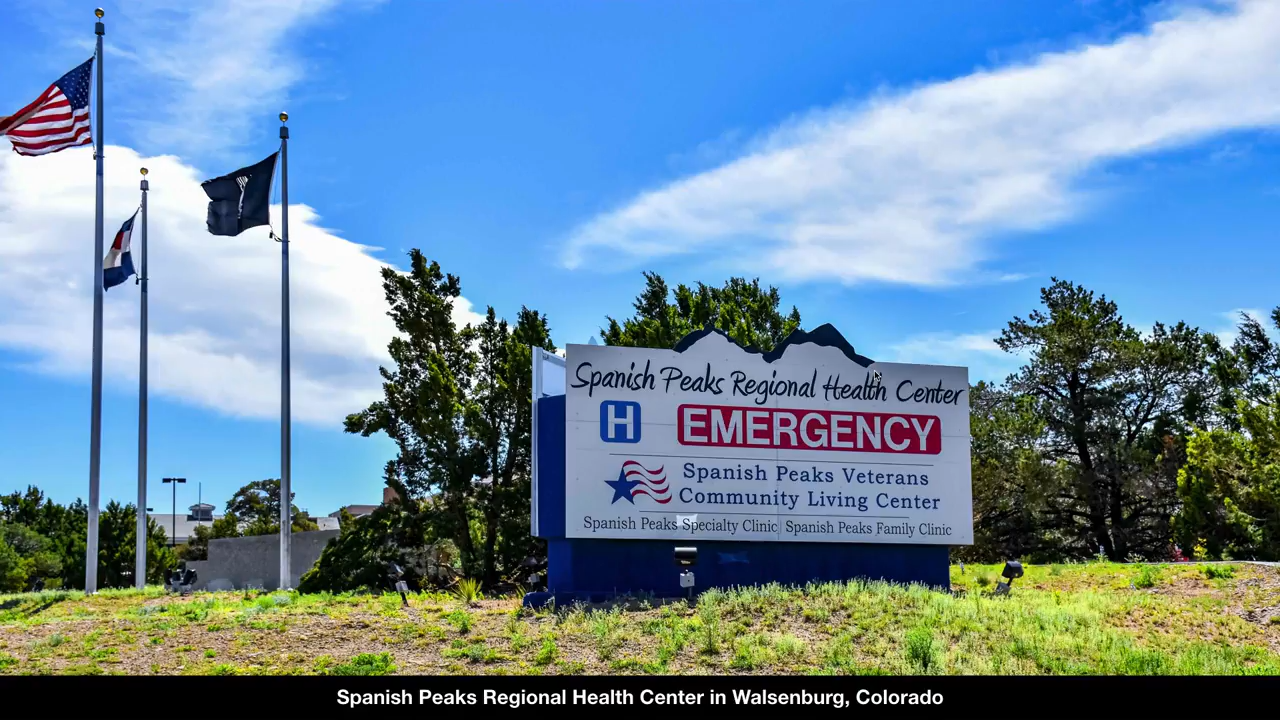 Spanish Peaks Regional Health Center
H
EMERGENCY
Spanish Peaks Veterans
Community Living Center
Spanish Peaks Specialty Clinic | Spanish Peaks Family Clinic
Spanish Peaks Regional Health Center in Walsenburg, Colorado